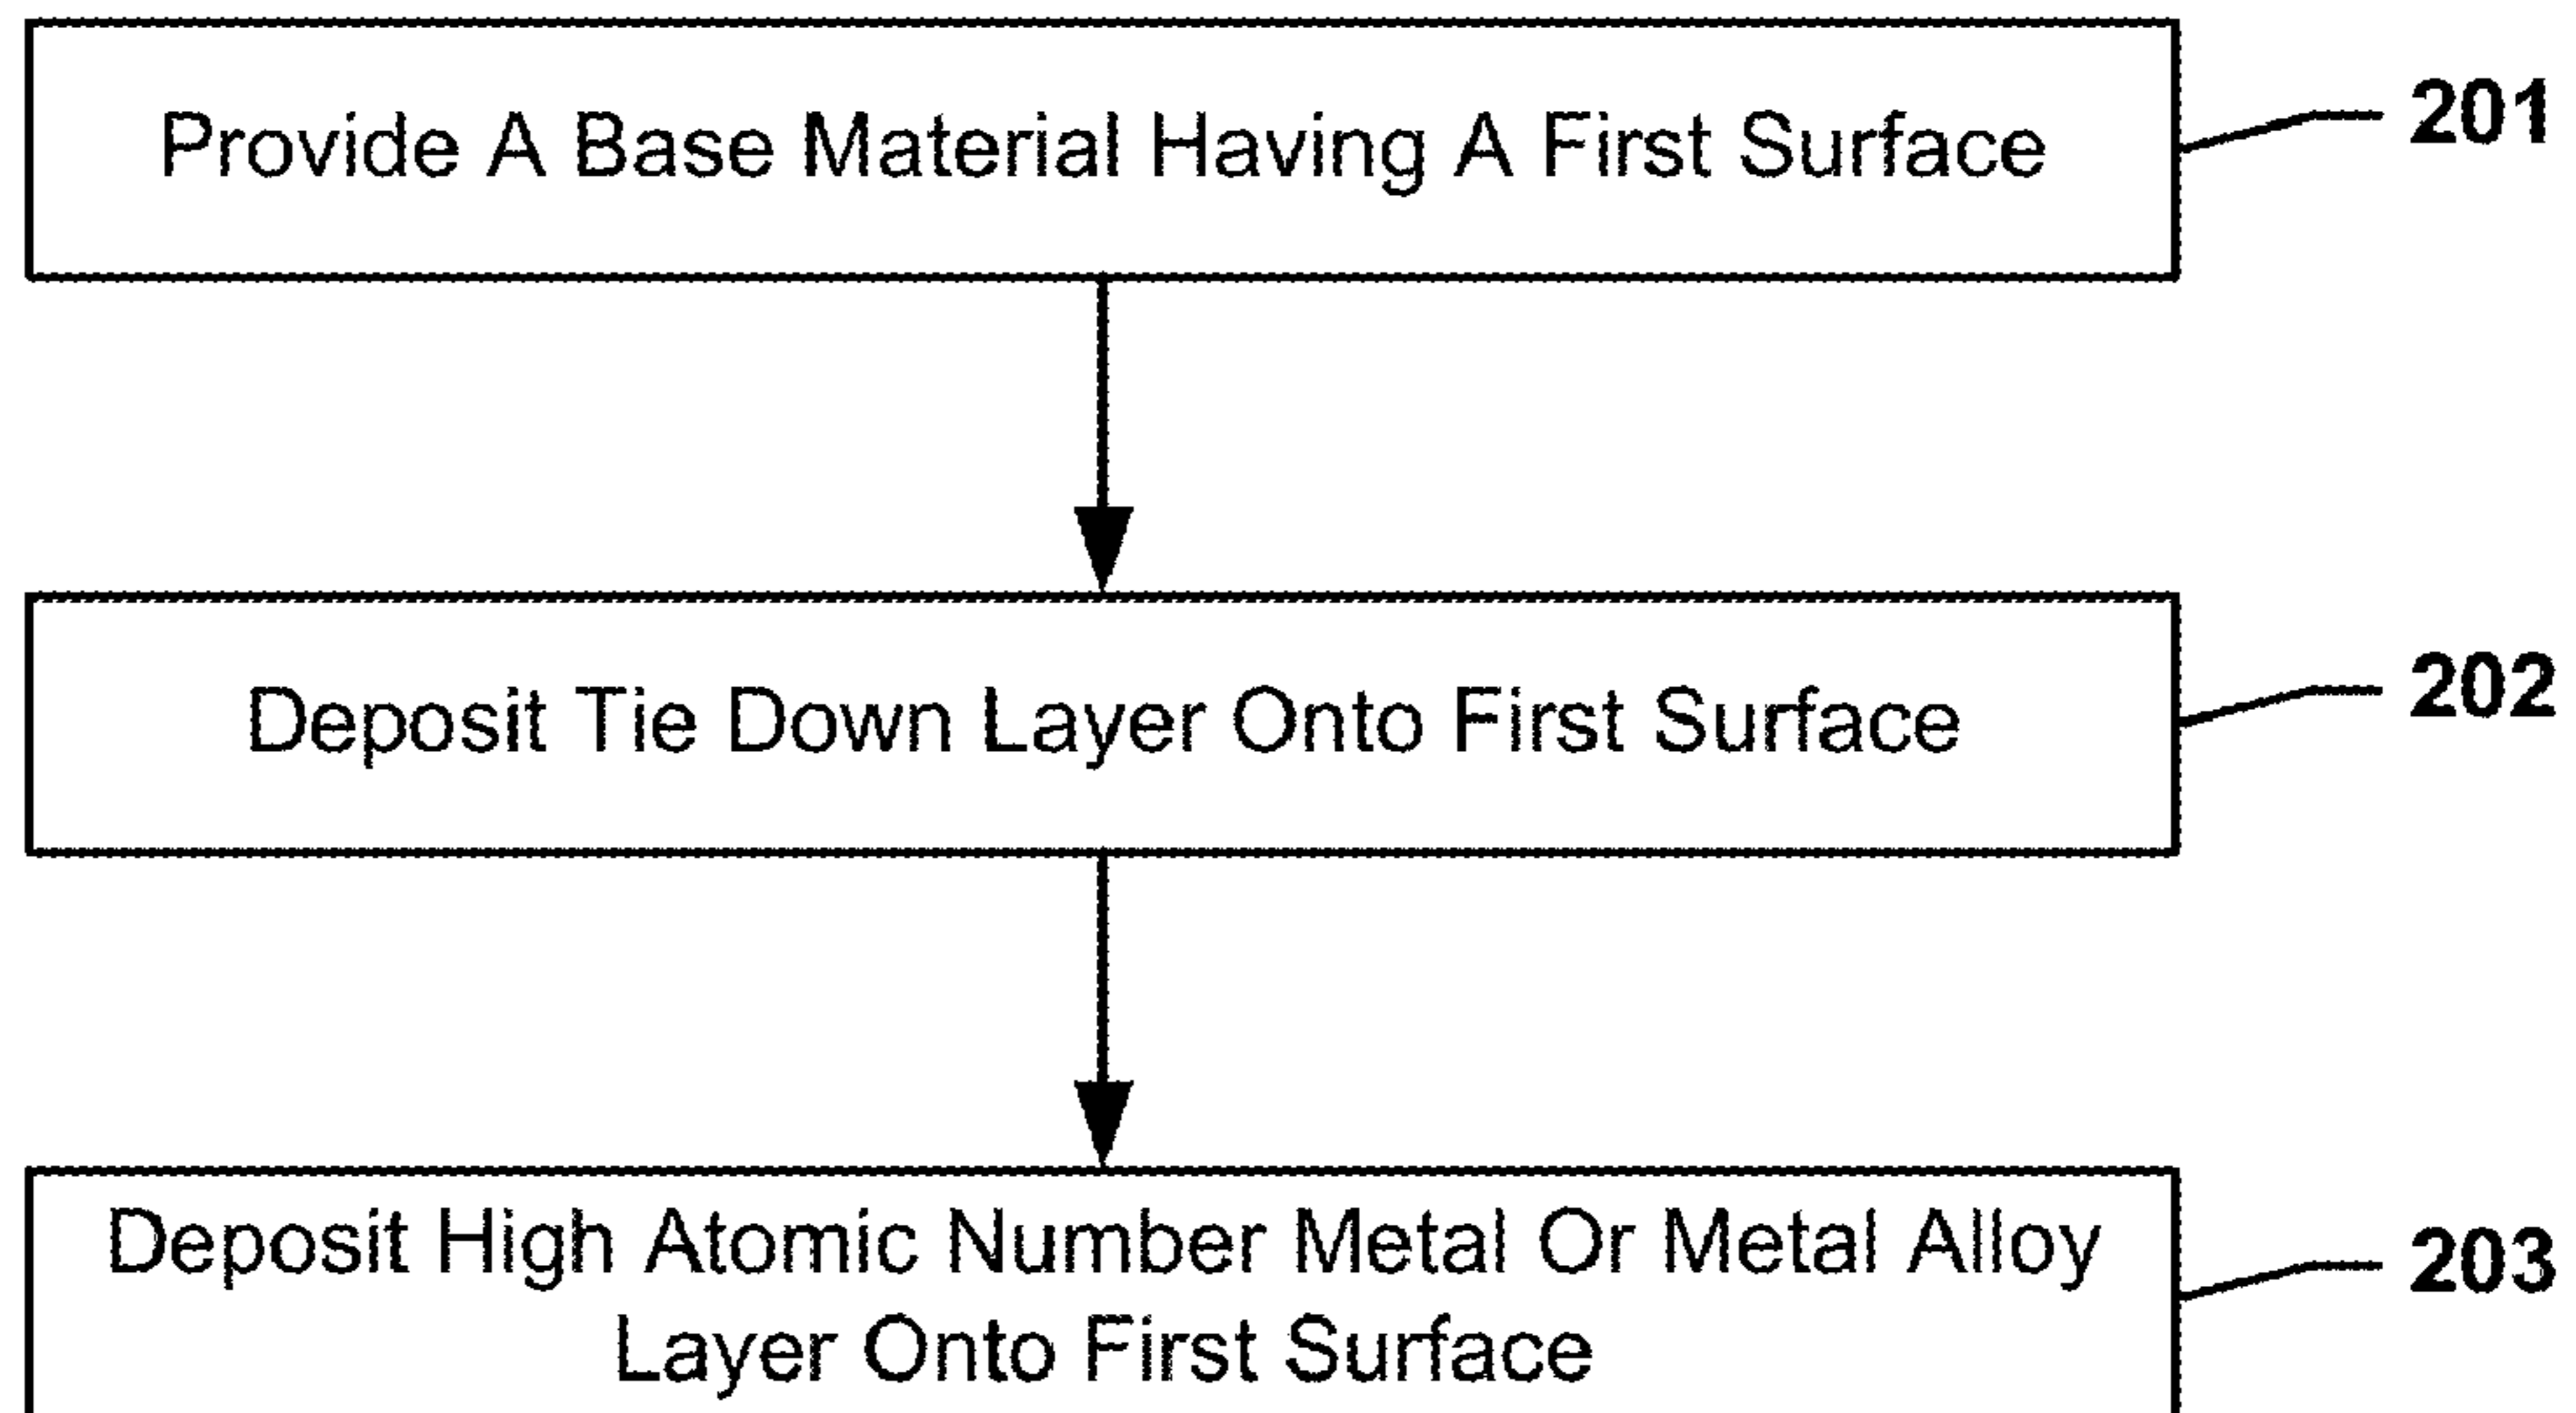 Provide A Base Material Having A First Surface
201
Deposit Tie Down Layer Onto First Surface
202
Deposit High Atomic Number Metal Or Metal Alloy
Layer Onto First Surface
203